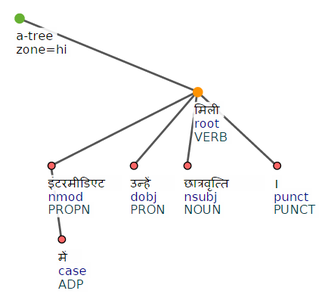 a-tree
zone=hi
मिली
root
VERB
इंटरमीडिएट
nmod
PROPN
उन्हें
dobj
PRON
छात्रवृत्ति
nsubj
NOUN
।
punct
PUNCT
में
case
ADP